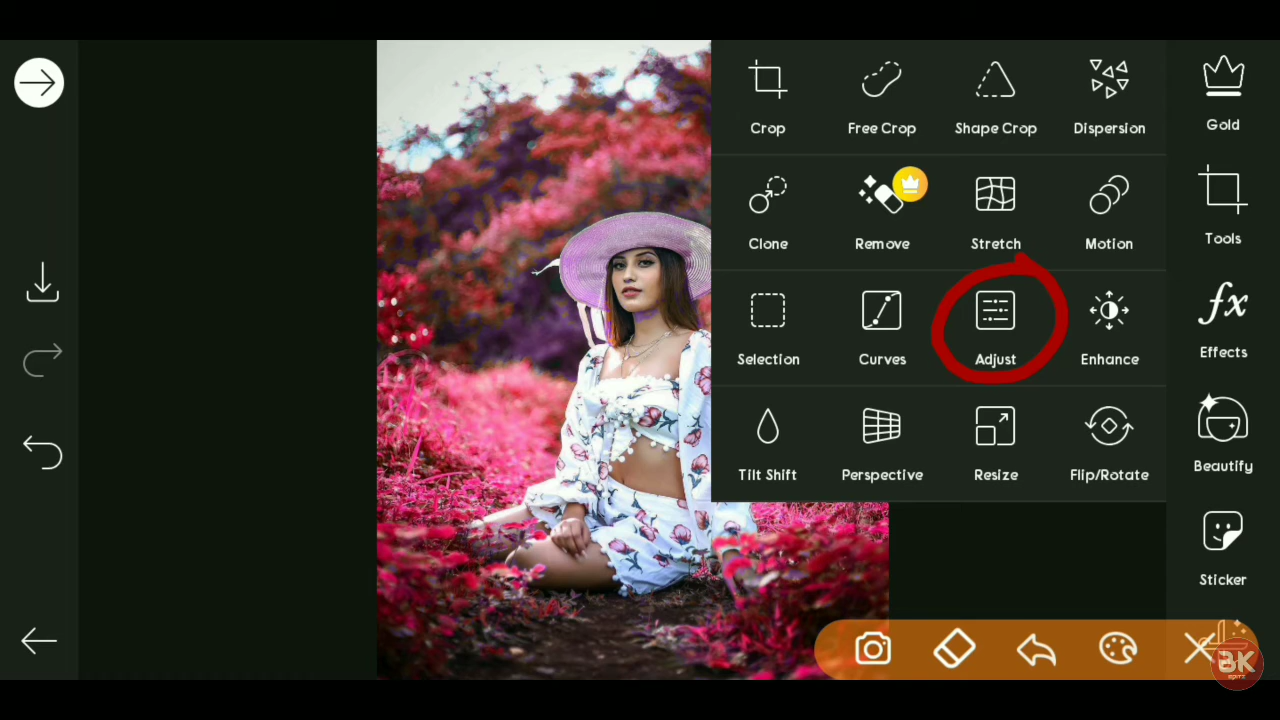 Crop Free Crop Shape Crop Dispersion
Gold
Clone Remove Stretch Motion
Tools
Selection Curves Adjust Enhance
Effects
Tilt Shift Perspective Resize Flip/Rotate
Beautify
Sticker
BK